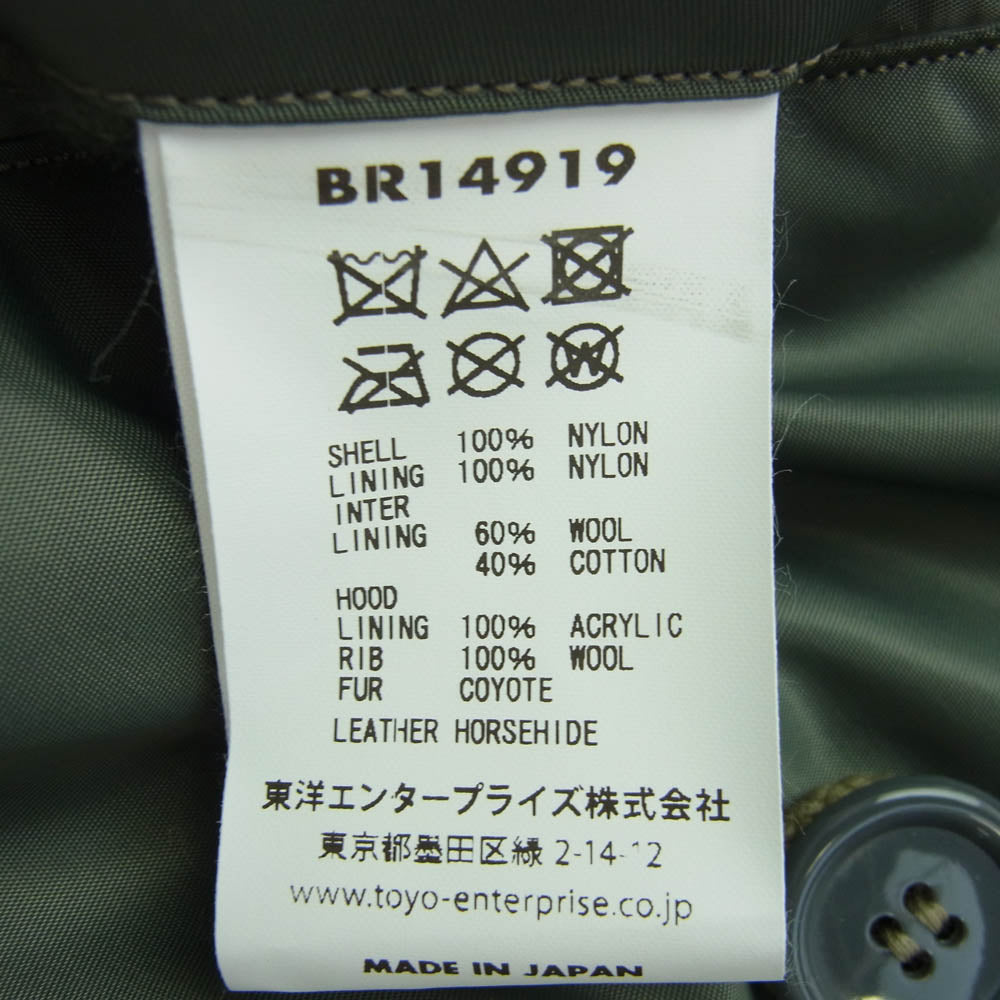 BR14919
W
SHELL 100% NYLON
LINING 100% NYLON
INTER
LINING 60% WOOL
40% COTTON
HOOD
LINING 100% ACRYLIC
RIB 100% WOOL
FUR COYOTE
LEATHER HORSEHIDE
東洋エンタープライズ株式会社
東京都墨田区緑 2-14-12
www.toyo-enterprise.co.jp
MADE IN JAPAN